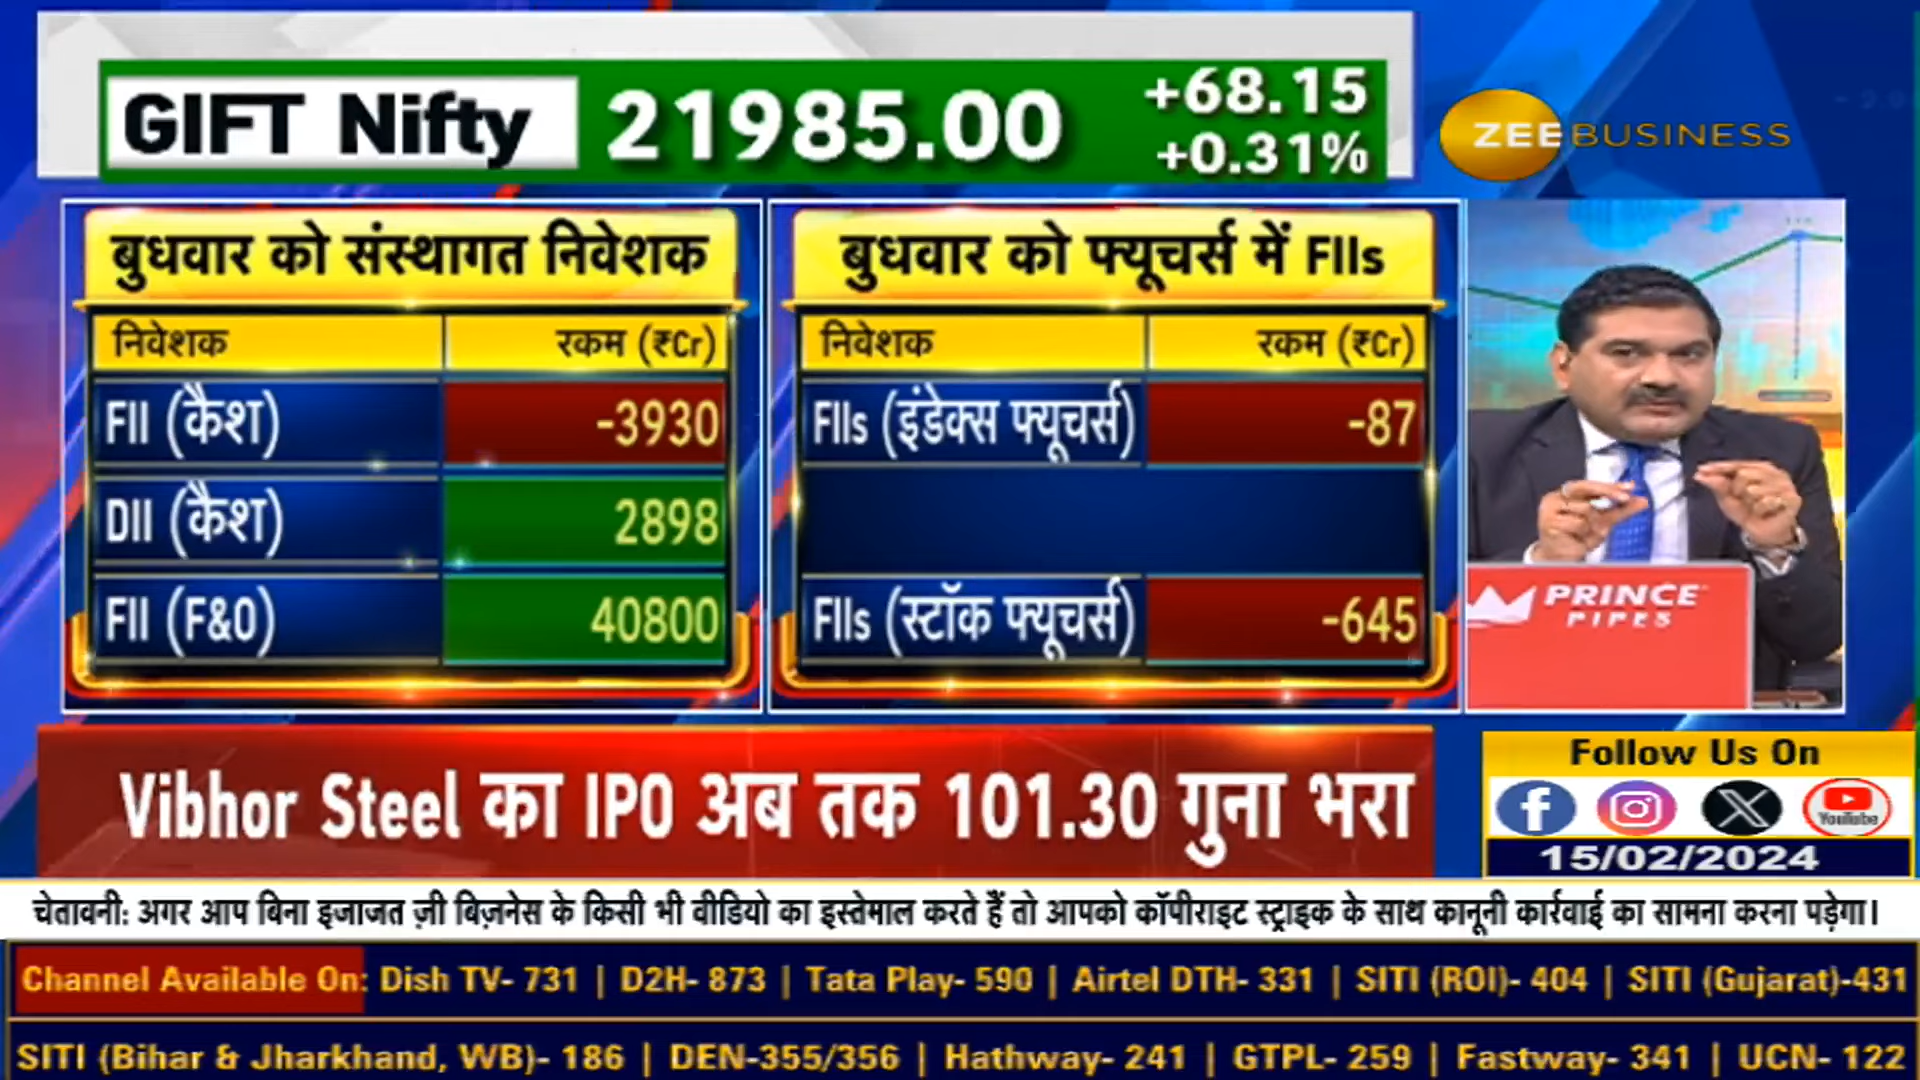 GIFT Nifty 21985.00 +68.15
+0.31%
ZEE BUSINESS
बुधवार को संस्थागत निवेशक
निवेशक रकम (₹Cr)
FII (कैश) -3930
DII (कैश) 2898
FII (F&O) 40800
बुधवार को फ्यूचर्स में FIIs
निवेशक रकम (₹Cr)
FIIs (इंडेक्स फ्यूचर्स) -87
FIIs (स्टॉक फ्यूचर्स) -645
PRINCE
PIPES
Vibhor Steel का IPO अब तक 101.30 गुना भरा
Follow Us On
YouTube
15/02/2024
चेतावनी: अगर आप बिना इजाजत ज़ी बिज़नेस के किसी भी वीडियो का इस्तेमाल करते हैं तो आपको कॉपीराइट स्ट्राइक के साथ कानूनी कार्रवाई का सामना करना पड़ेगा।
Channel Available On: Dish TV- 731 | D2H- 873 | Tata Play- 590 | Airtel DTH- 331 | SITI (ROI)- 404 | SITI (Gujarat)-431
SITI (Bihar & Jharkhand, WB)- 186 | DEN-355/356 | Hathway- 241 | GTPL- 259 | Fastway- 341 | UCN- 122